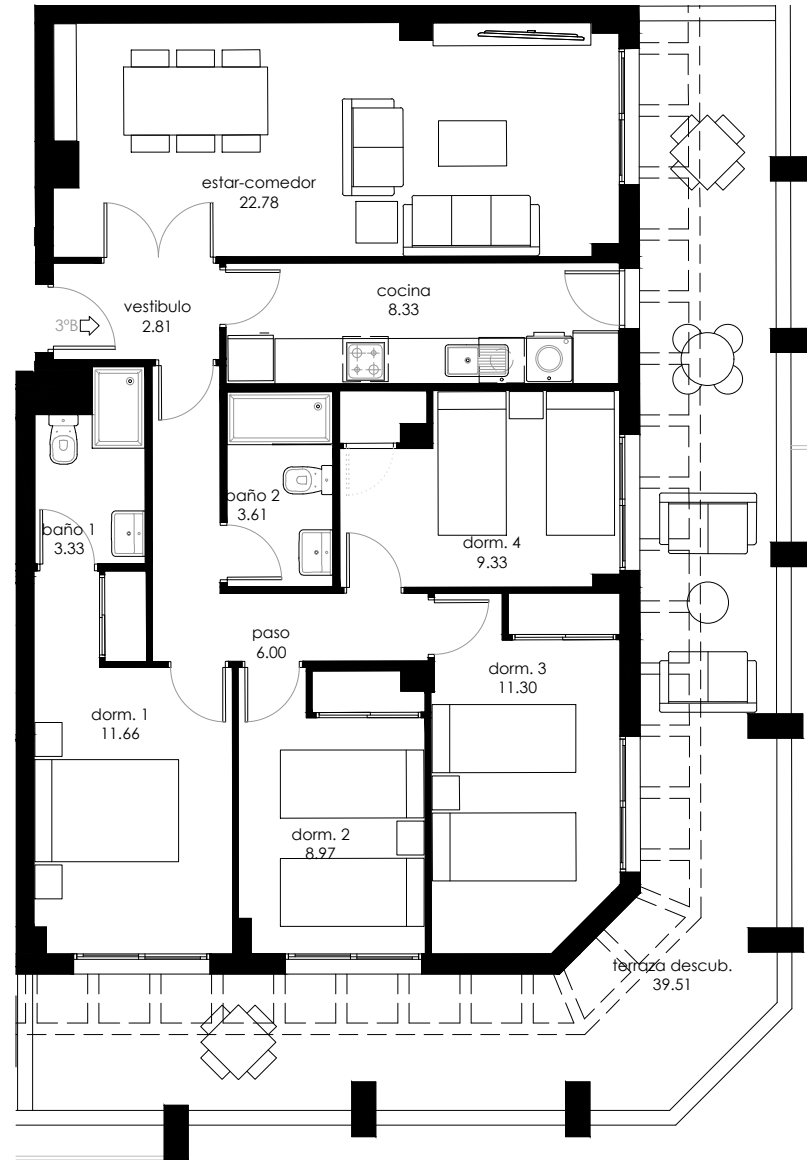 estar-comedor
22.78
cocina
8.33
vestibulo
2.81
3ºB
baño 2
3.61
baño 1
3.33
dorm. 4
9.33
paso
6.00
dorm. 3
11.30
dorm. 1
11.66
dorm. 2
8.97
terraza descub.
39.51